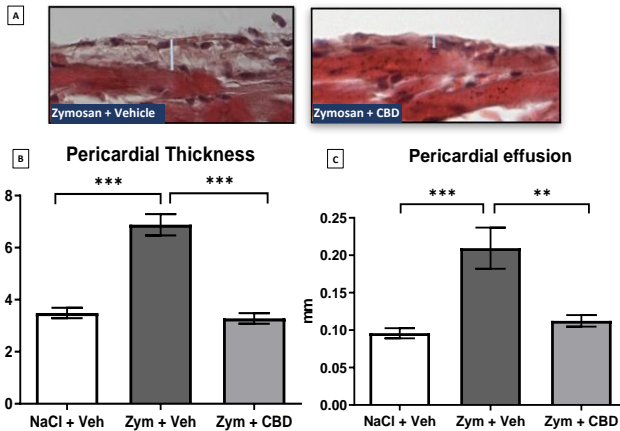 A
Zymosan + Vehicle
Zymosan + CBD
B
Pericardial Thickness
***
***
8
6
4
2
0
NaCl + Veh
Zym + Veh
Zym + CBD
C
Pericardial effusion
***
**
mm
0.25
0.20
0.15
0.10
0.05
0.00
NaCl + Veh
Zym + Veh
Zym + CBD